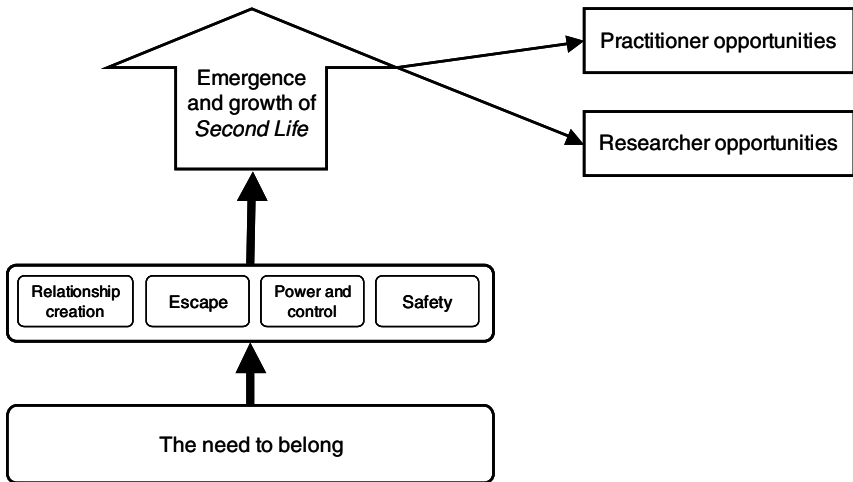 Emergence
and growth of
Second Life
Practitioner opportunities
Researcher opportunities
Relationship
creation
Escape
Power and
control
Safety
The need to belong